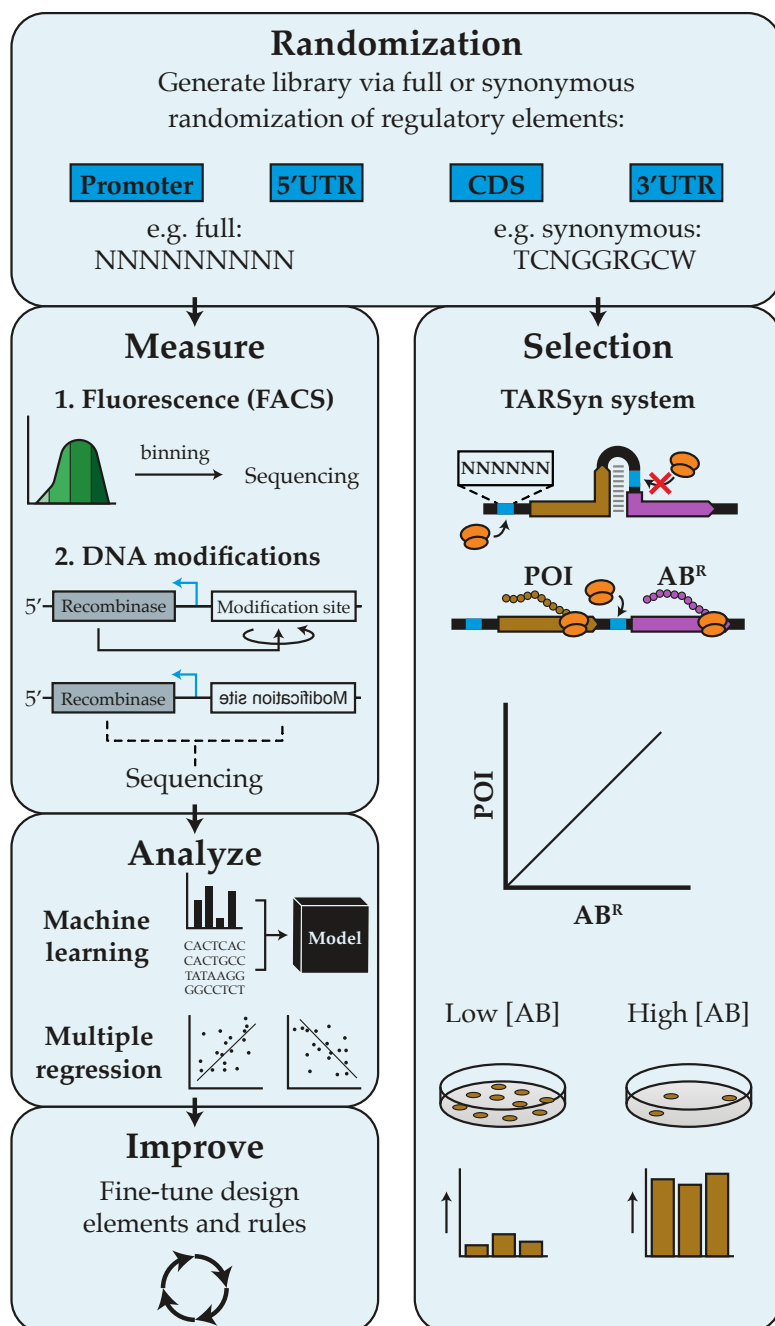 Randomization
Generate library via full or synonymous
randomization of regulatory elements:
Promoter
5'UTR
CDS
3'UTR
e.g. full:
NNNNNNNNN
e.g. synonymous:
TCNGGRGCW
Measure
1. Fluorescence (FACS)
binning
Sequencing
2. DNA modifications
5'
Recombinase
Modification site
5'
Recombinase
Modification site
Sequencing
Analyze
Machine
learning
CACTCAC
CACTGCC
TATAAGG
GGCCTCT
Model
Multiple
regression
Improve
Fine-tune design
elements and rules
Selection
TARSyn system
NNNNNN
POI
ABR
POI
ABR
Low [AB]
High [AB]